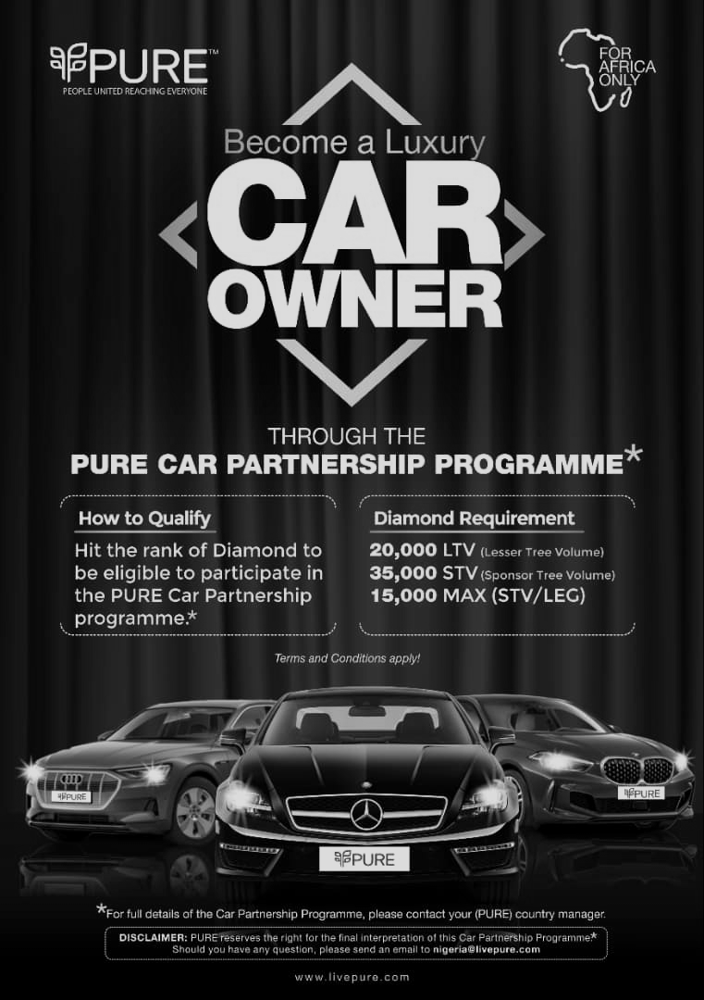 PURE™
PEOPLE UNITED REACHING EVERYONE
FOR
AFRICA
ONLY
Become a Luxury
CAR
OWNER
THROUGH THE
PURE CAR PARTNERSHIP PROGRAMME*
How to Qualify
Hit the rank of Diamond to
be eligible to participate in
the PURE Car Partnership
programme.*
Diamond Requirement
20,000 LTV (Lesser Tree Volume)
35,000 STV (Sponsor Tree Volume)
15,000 MAX (STV/LEG)
Terms and Conditions apply!
PURE
PURE
PURE
*For full details of the Car Partnership Programme, please contact your (PURE) country manager.
DISCLAIMER: PURE reserves the right for the final interpretation of this Car Partnership Programme.*
Should you have any question, please send an email to nigeria@livepure.com
www.livepure.com